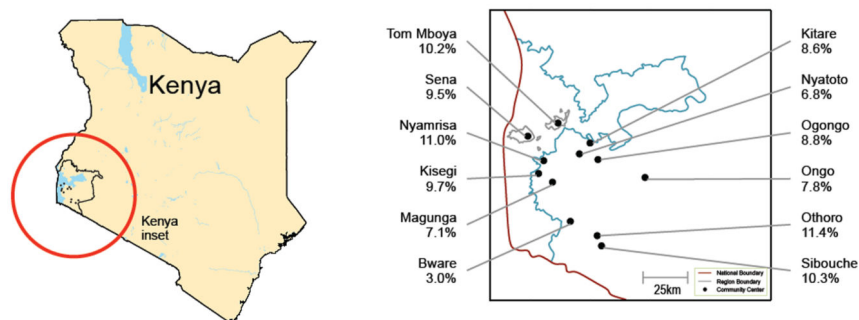 Kenya
Kenya
inset
Tom Mboya
10.2%
Sena
9.5%
Nyamrisa
11.0%
Kisegi
9.7%
Magunga
7.1%
Bware
3.0%
Kitare
8.6%
Nyatoto
6.8%
Ogongo
8.8%
Ongo
7.8%
Othoro
11.4%
Sibouche
10.3%
25km
National Boundary
Region Boundary
Community Center